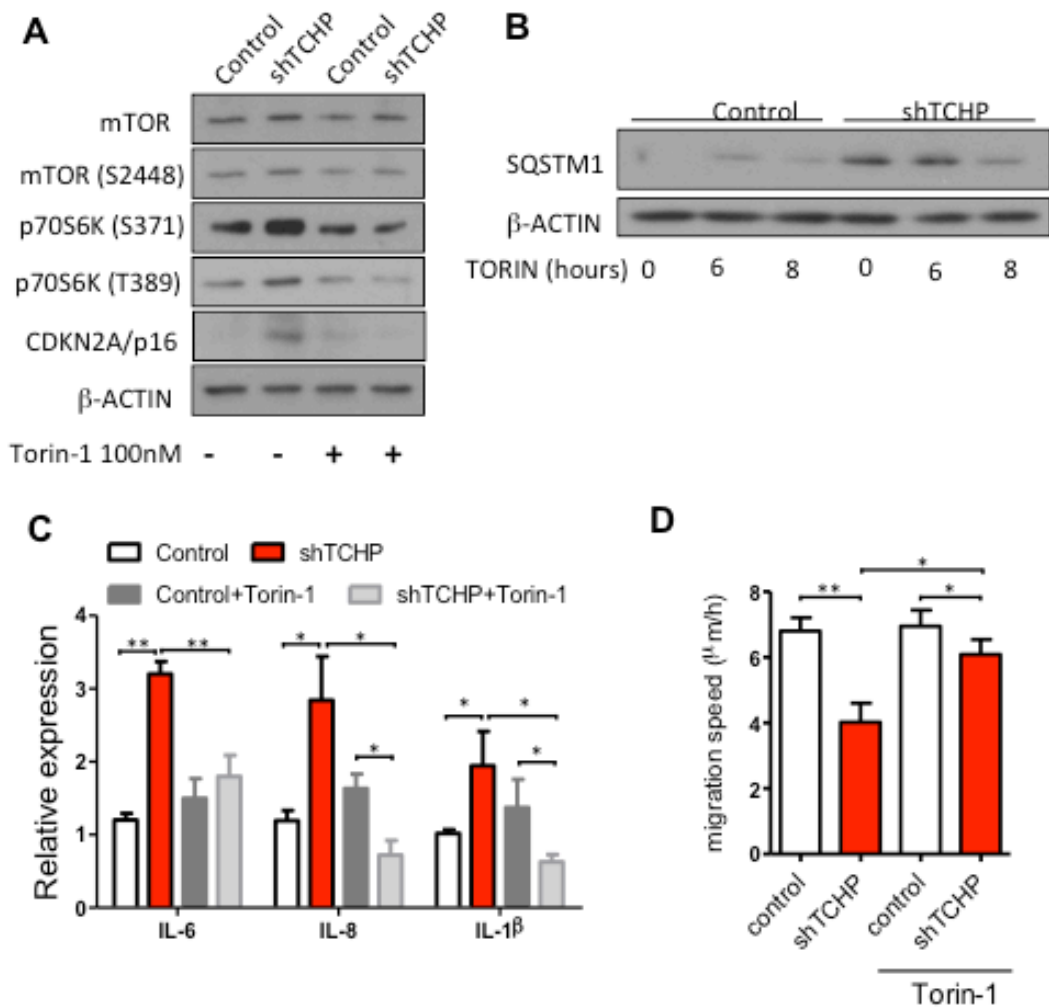 A
Control shTCHP Control shTCHP
mTOR
mTOR (S2448)
p70S6K (S371)
p70S6K (T389)
CDKN2A/p16
β-ACTIN
Torin-1 100nM - - + +
B
Control shTCHP
SQSTM1
β-ACTIN
TORIN (hours) 0 6 8 0 6 8
C
Control shTCHP
Control+Torin-1 shTCHP+Torin-1
Relative expression
4
3
2
1
0
** ** * * * * * *
IL-6 IL-8 IL-1β
D
migration speed (μm/h)
8
6
4
2
0
** * *
control shTCHP control shTCHP
Torin-1